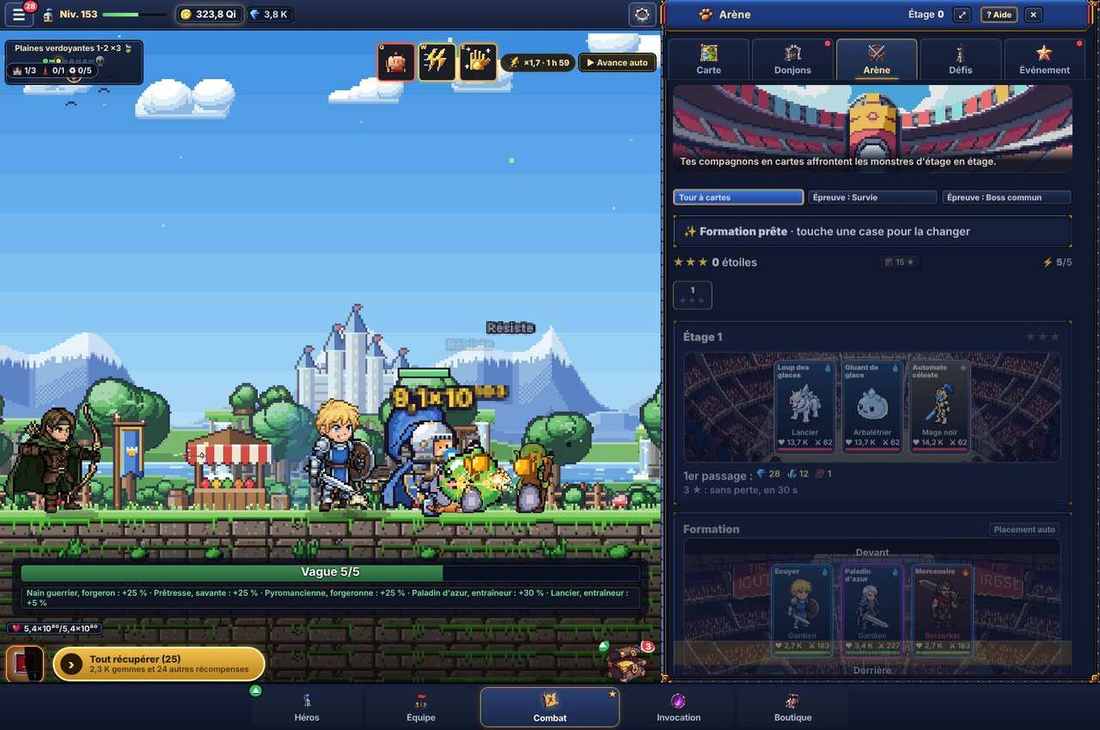 28
Niv. 153
323,8 Qi
3,8 K
Plaines verdoyantes 1-2 ×3
1/3 0/1 0/5
Q
W
E
×1,7 · 1 h 59
Avance auto
Résiste
Résiste
9,1×10
Vague 5/5
Nain guerrier, forgeron : +25 % · Prêtresse, savante : +25 % · Pyromancienne, forgeronne : +25 % · Paladin d'azur, entraîneur : +30 % · Lancier, entraîneur :
+5 %
Tout récupérer (25)
2,3 K gemmes et 24 autres récompenses
3
Héros
Équipe
Combat
Invocation
Boutique
Arène
Étage 0
? Aide
Carte
Donjons
Arène
Défis
Événement
Tes compagnons en cartes affrontent les monstres d'étage en étage.
Tour à cartes
Épreuve : Survie
Épreuve : Boss commun
Formation prête · touche une case pour la changer
0 étoiles
15 ★
5/5
1
Étage 1
Loup des
glaces
Lancier
13,7 K 62
Gluant de
glace
Arbalétrier
13,7 K 62
Automate
céleste
Mage noir
14,2 K 62
1er passage : 28 12 1
3 ★ : sans perte, en 30 s
Formation
Placement auto
Devant
Écuyer
Gardien
2,7 K 183
Paladin
d'azur
Gardien
3,4 K 227
Mercenaire
Berserker
2,7 K 183
Derrière